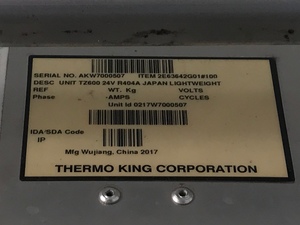 SERIAL NO. AKW7000507 ITEM 2E63642G01#100
DESC UNIT TZ600 24V R404A JAPAN LIGHTWEIGHT
REF WT. Kg VOLTS
Phase -AMPS CYCLES
Unit Id 0217W7000507
IDA/SDA Code
IP
Mfg Wujiang, China 2017
THERMO KING CORPORATION